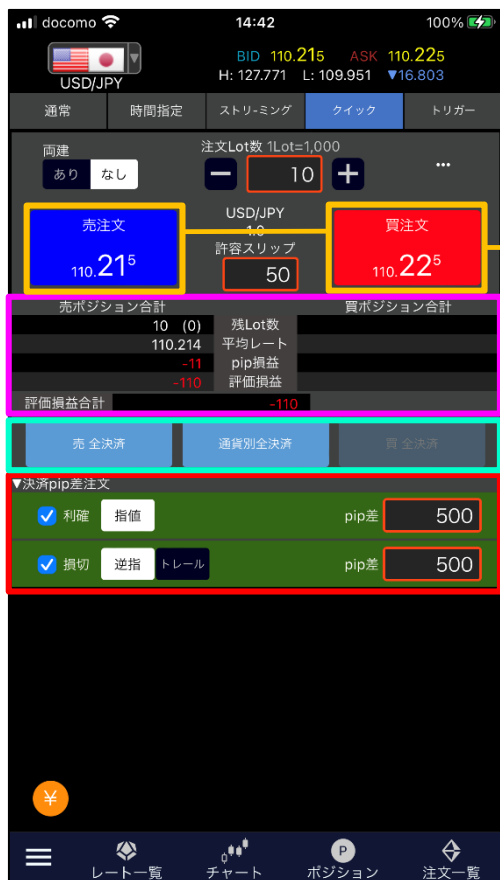 docomo 14:42 100%
BID 110.215 ASK 110.225
USD/JPY H: 127.771 L: 109.951 ▼16.803
通常 時間指定 ストリ-ミング クイック トリガー
両建 注文Lot数 1Lot=1,000
あり なし 10 ...
売注文 USD/JPY 買注文
1.0
110.215 許容スリップ 110.225
50
売ポジション合計 買ポジション合計
10 (0) 残Lot数
110.214 平均レート
-11 pip損益
-110 評価損益
評価損益合計 -110
売 全決済 通貨別全決済 買 全決済
▼決済pip差注文
利確 指値 pip差 500
損切 逆指 トレール pip差 500
¥
レート一覧 チャート P ポジション 注文一覧